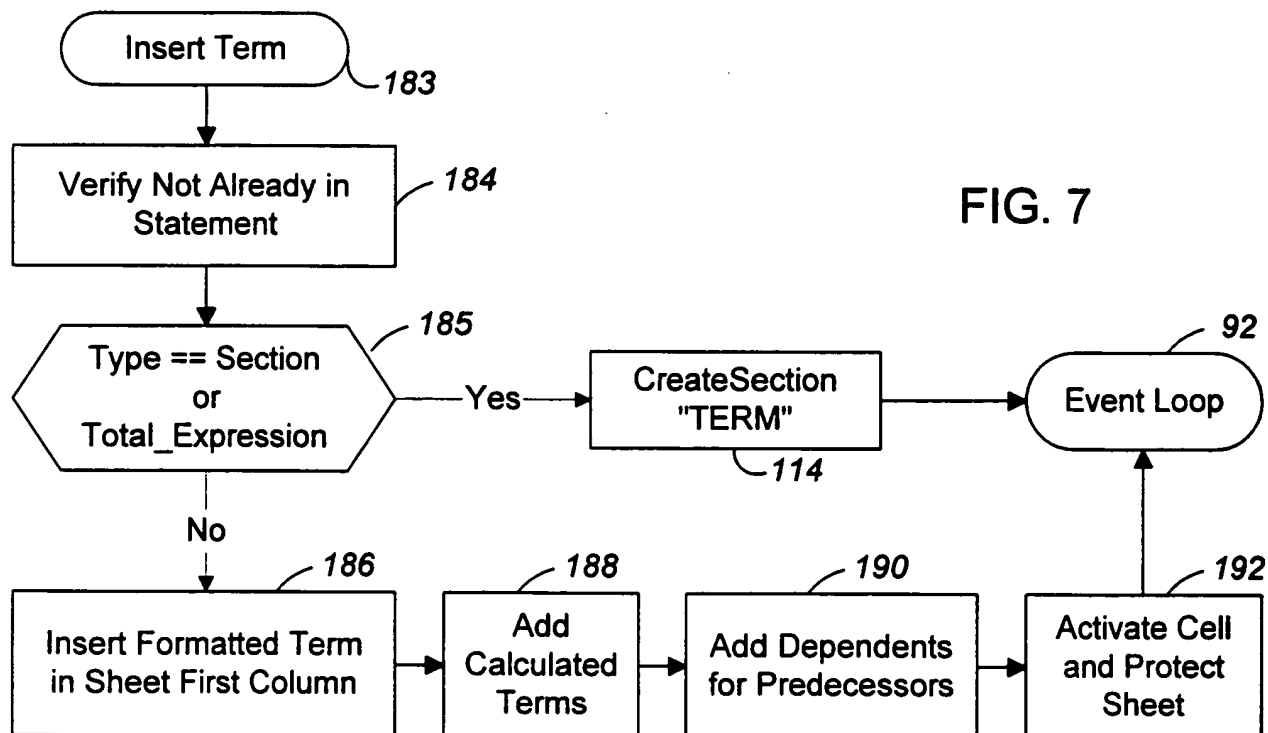 Insert Term
183
Verify Not Already in
Statement
184
FIG. 7
Type == Section
or
Total_Expression
185
Yes
CreateSection
"TERM"
114
Event Loop
92
No
Insert Formatted Term
in Sheet First Column
186
Add
Calculated
Terms
188
Add Dependents
for Predecessors
190
Activate Cell
and Protect
Sheet
192